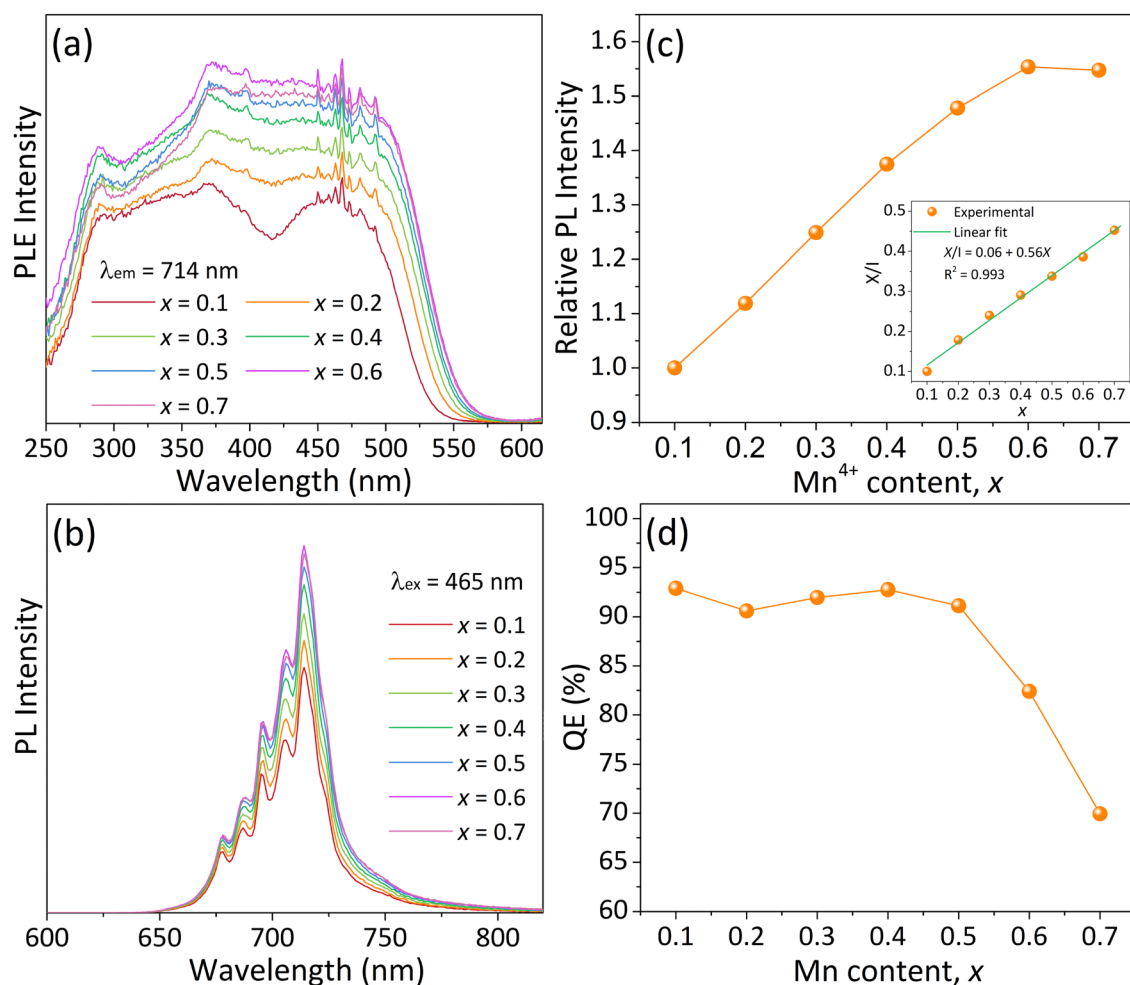 (a)
PLE Intensity
λem = 714 nm
x = 0.1
x = 0.2
x = 0.3
x = 0.4
x = 0.5
x = 0.6
x = 0.7
250 300 350 400 450 500 550 600
Wavelength (nm)
(c)
Relative PL Intensity
1.6
1.5
1.4
1.3
1.2
1.1
1.0
0.9
0.1 0.2 0.3 0.4 0.5 0.6 0.7
Mn⁴⁺ content, x
Experimental
Linear fit
X/I = 0.06 + 0.56X
R² = 0.993
X/I
0.5
0.4
0.3
0.2
0.1
0.1 0.2 0.3 0.4 0.5 0.6 0.7
x
(b)
PL Intensity
λex = 465 nm
x = 0.1
x = 0.2
x = 0.3
x = 0.4
x = 0.5
x = 0.6
x = 0.7
600 650 700 750 800
Wavelength (nm)
(d)
QE (%)
100
95
90
85
80
75
70
65
60
0.1 0.2 0.3 0.4 0.5 0.6 0.7
Mn content, x